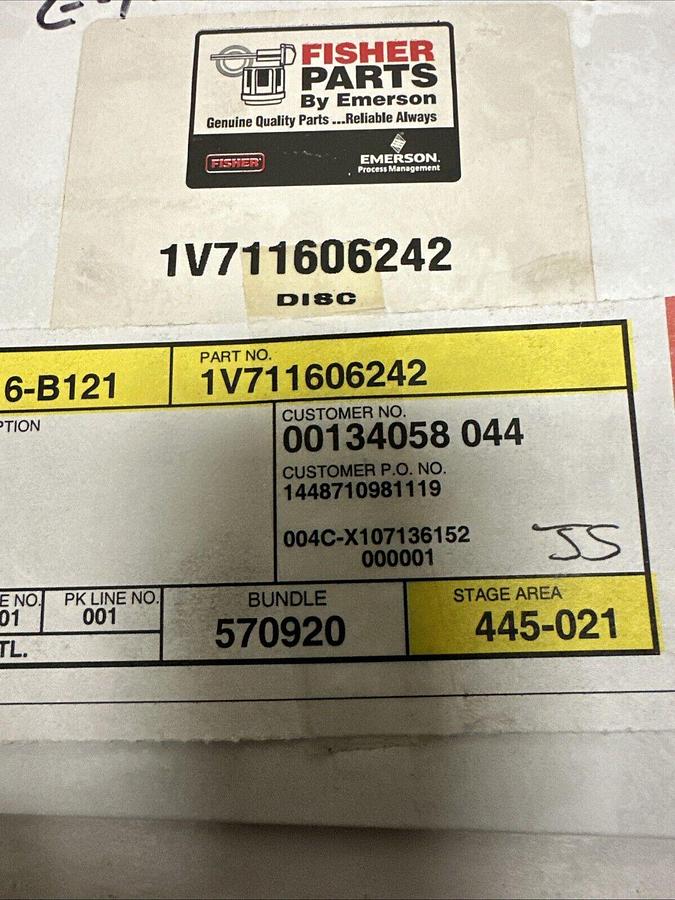 FISHER
PARTS
By Emerson
Genuine Quality Parts ...Reliable Always
FISHER
EMERSON.
Process Management
1V711606242
DISC
6-B121
PART NO.
1V711606242
PTION
CUSTOMER NO.
00134058 044
CUSTOMER P.O. NO.
1448710981119
004C-X107136152
000001
JS
E NO.
01
PK LINE NO.
001
BUNDLE
570920
STAGE AREA
445-021
TL.